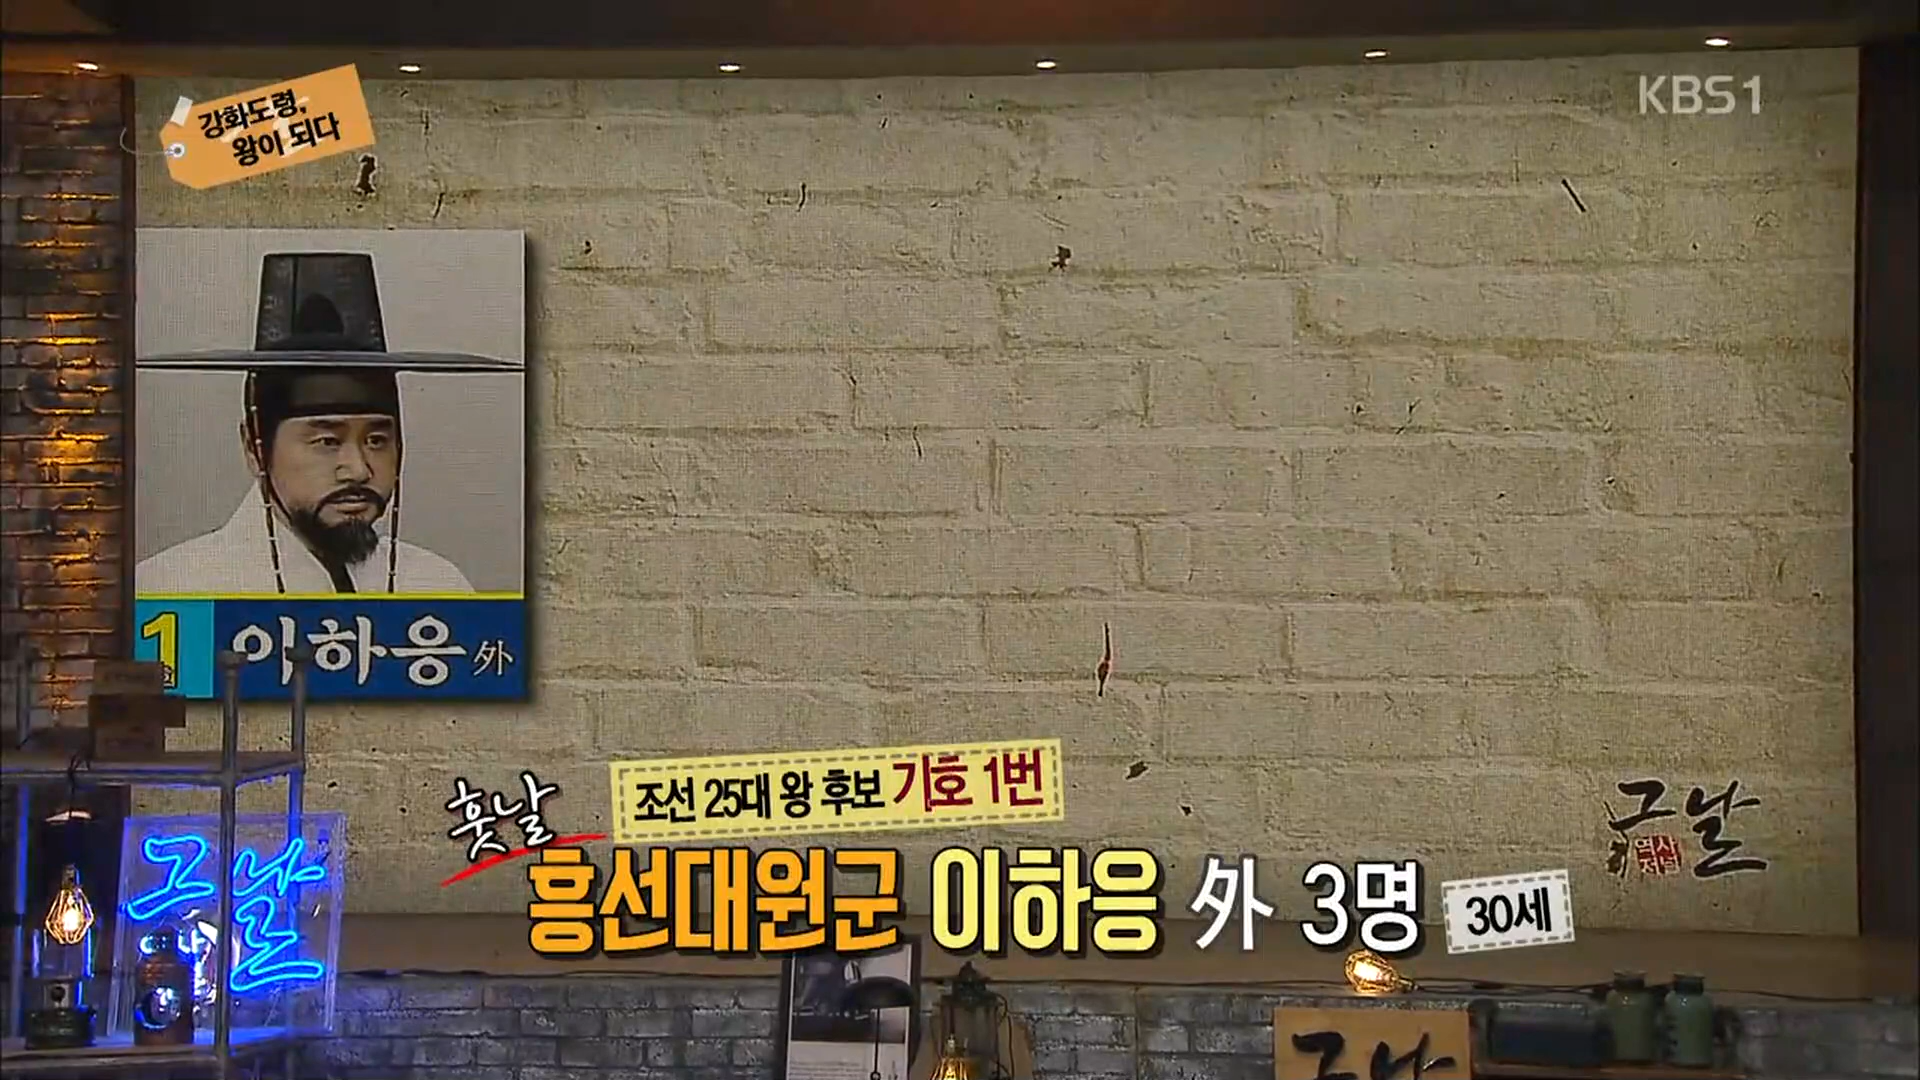 강화도령,
왕이 되다
KBS1
1
이하응 外
훗날
조선 25대 왕 후보 기호 1번
흥선대원군 이하응 外 3명
30세
그날
역사
저널
그날
그날